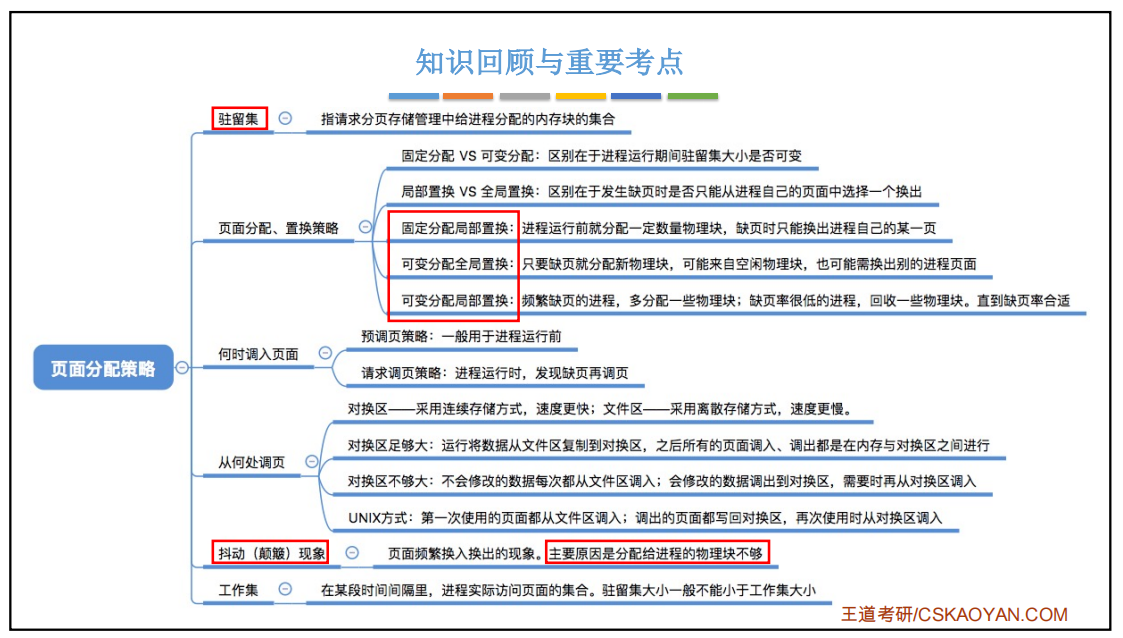 知识回顾与重要考点
驻留集
指请求分页存储管理中给进程分配的内存块的集合
固定分配 VS 可变分配：区别在于进程运行期间驻留集大小是否可变
局部置换 VS 全局置换：区别在于发生缺页时是否只能从进程自己的页面中选择一个换出
页面分配、置换策略
固定分配局部置换：进程运行前就分配一定数量物理块，缺页时只能换出进程自己的某一页
可变分配全局置换：只要缺页就分配新物理块，可能来自空闲物理块，也可能需换出别的进程页面
可变分配局部置换：频繁缺页的进程，多分配一些物理块；缺页率很低的进程，回收一些物理块。直到缺页率合适
预调页策略：一般用于进程运行前
何时调入页面
请求调页策略：进程运行时，发现缺页再调页
页面分配策略
对换区——采用连续存储方式，速度更快；文件区——采用离散存储方式，速度更慢。
对换区足够大：运行将数据从文件区复制到对换区，之后所有的页面调入、调出都是在内存与对换区之间进行
从何处调页
对换区不够大：不会修改的数据每次都从文件区调入；会修改的数据调出到对换区，需要时再从对换区调入
UNIX方式：第一次使用的页面都从文件区调入；调出的页面都写回对换区，再次使用时从对换区调入
抖动（颠簸）现象
页面频繁换入换出的现象。主要原因是分配给进程的物理块不够
工作集
在某段时间间隔里，进程实际访问页面的集合。驻留集大小一般不能小于工作集大小
王道考研/CSKAOYAN.COM